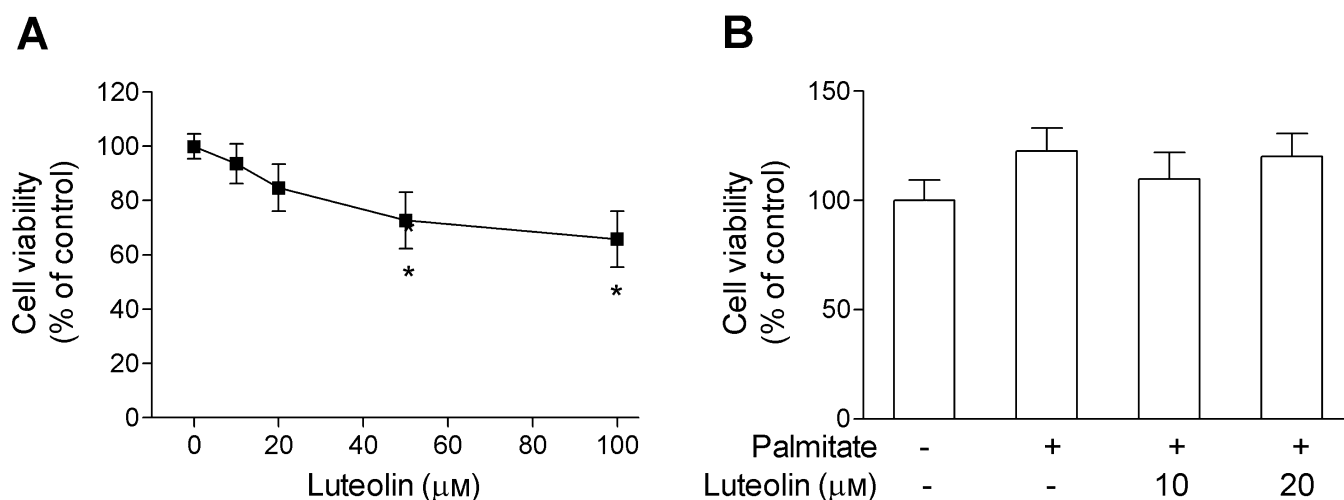 A
B
120
100
80
60
40
20
0
Cell viability
(% of control)
*
*
*
0 20 40 60 80 100
Luteolin (μM)
150
100
50
0
Cell viability
(% of control)
Palmitate - + + +
Luteolin (μM) - - 10 20